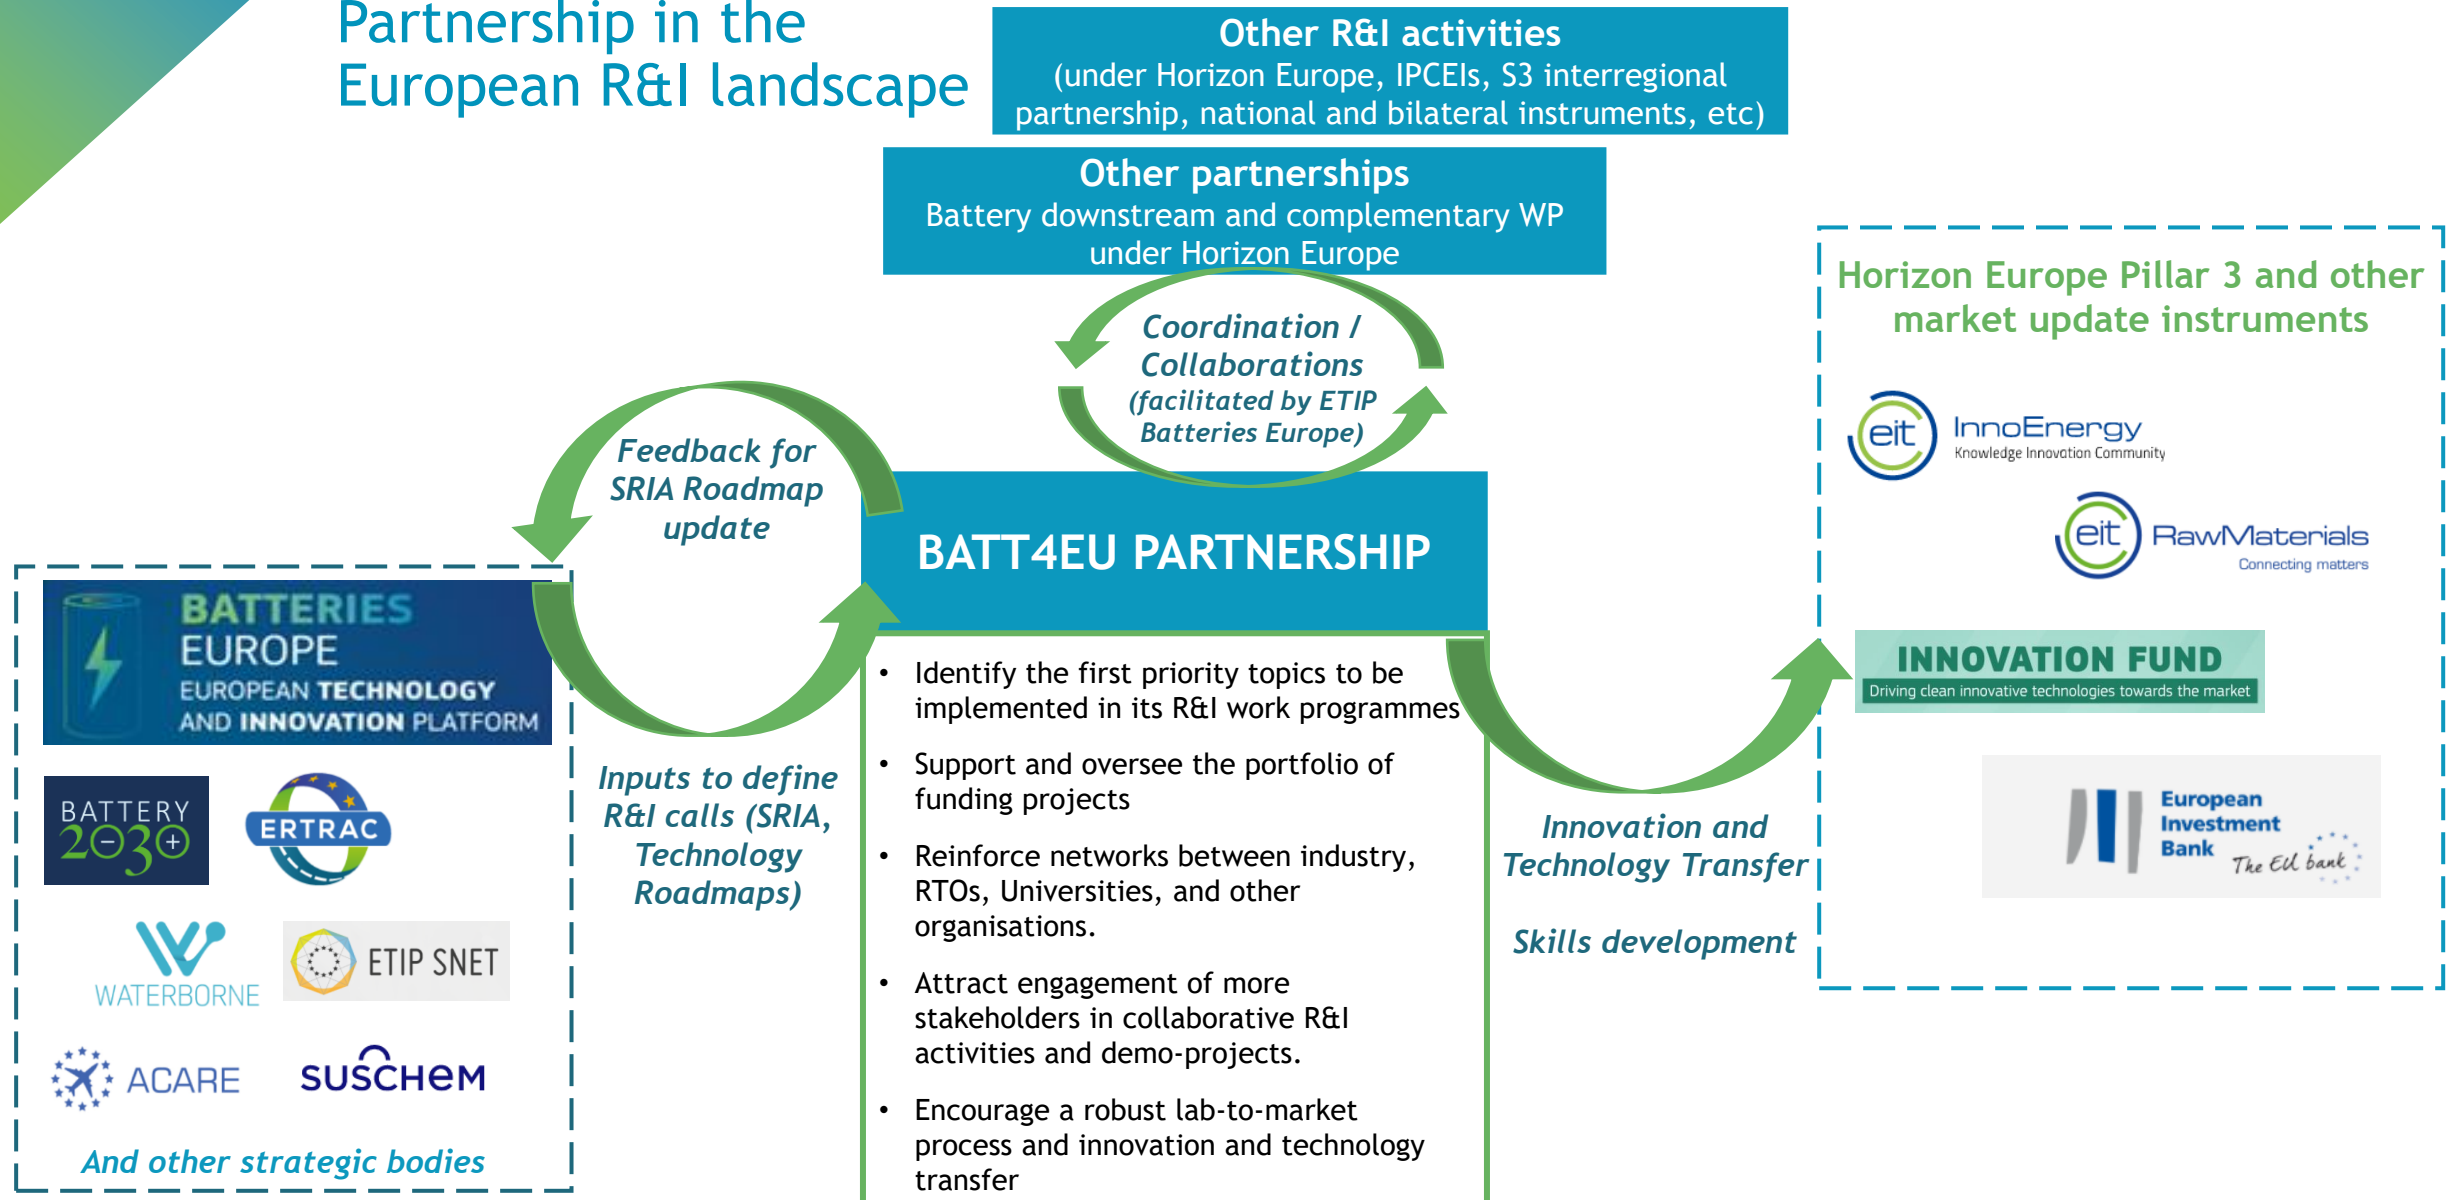 Partnership in the
European R&I landscape
Other R&I activities
(under Horizon Europe, IPCEIs, S3 interregional
partnership, national and bilateral instruments, etc)
Other partnerships
Battery downstream and complementary WP
under Horizon Europe
Coordination /
Collaborations
(facilitated by ETIP
Batteries Europe)
Feedback for
SRIA Roadmap
update
BATTERIES
EUROPE
EUROPEAN TECHNOLOGY
AND INNOVATION PLATFORM
BATTERY
2030+
ERTRAC
WATERBORNE
ETIP SNET
ACARE
SUSCHEM
And other strategic bodies
Inputs to define
R&I calls (SRIA,
Technology
Roadmaps)
BATT4EU PARTNERSHIP
• Identify the first priority topics to be
implemented in its R&I work programmes
• Support and oversee the portfolio of
funding projects
• Reinforce networks between industry,
RTOs, Universities, and other
organisations.
• Attract engagement of more
stakeholders in collaborative R&I
activities and demo-projects.
• Encourage a robust lab-to-market
process and innovation and technology
transfer
Innovation and
Technology Transfer
Skills development
Horizon Europe Pillar 3 and other
market update instruments
eit InnoEnergy
Knowledge Innovation Community
eit RawMaterials
Connecting matters
INNOVATION FUND
Driving clean innovative technologies towards the market
European
Investment
Bank
The EU bank